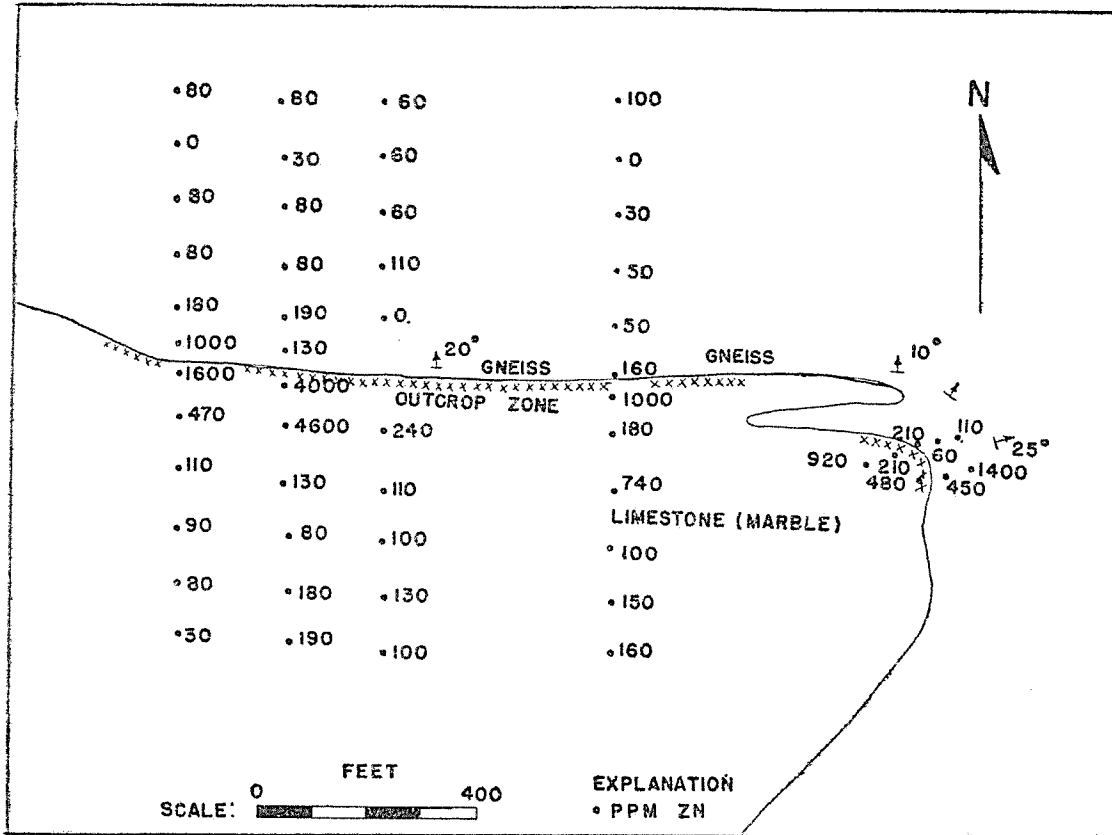 80 80 60 100
N
0 30 60 0
80 80 60 30
80 80 110 50
180 190 0 50
1000 130 20° GNEISS GNEISS 10°
1600 4000 160
OUTCROP ZONE 1000
470 4600 240 180 210 110
60 25°
110 130 110 740 920 210 1400
480 450
LIMESTONE (MARBLE)
90 80 100 100
80 180 130 150
30 190 100 160
FEET
0 400
SCALE:
EXPLANATION
PPM ZN